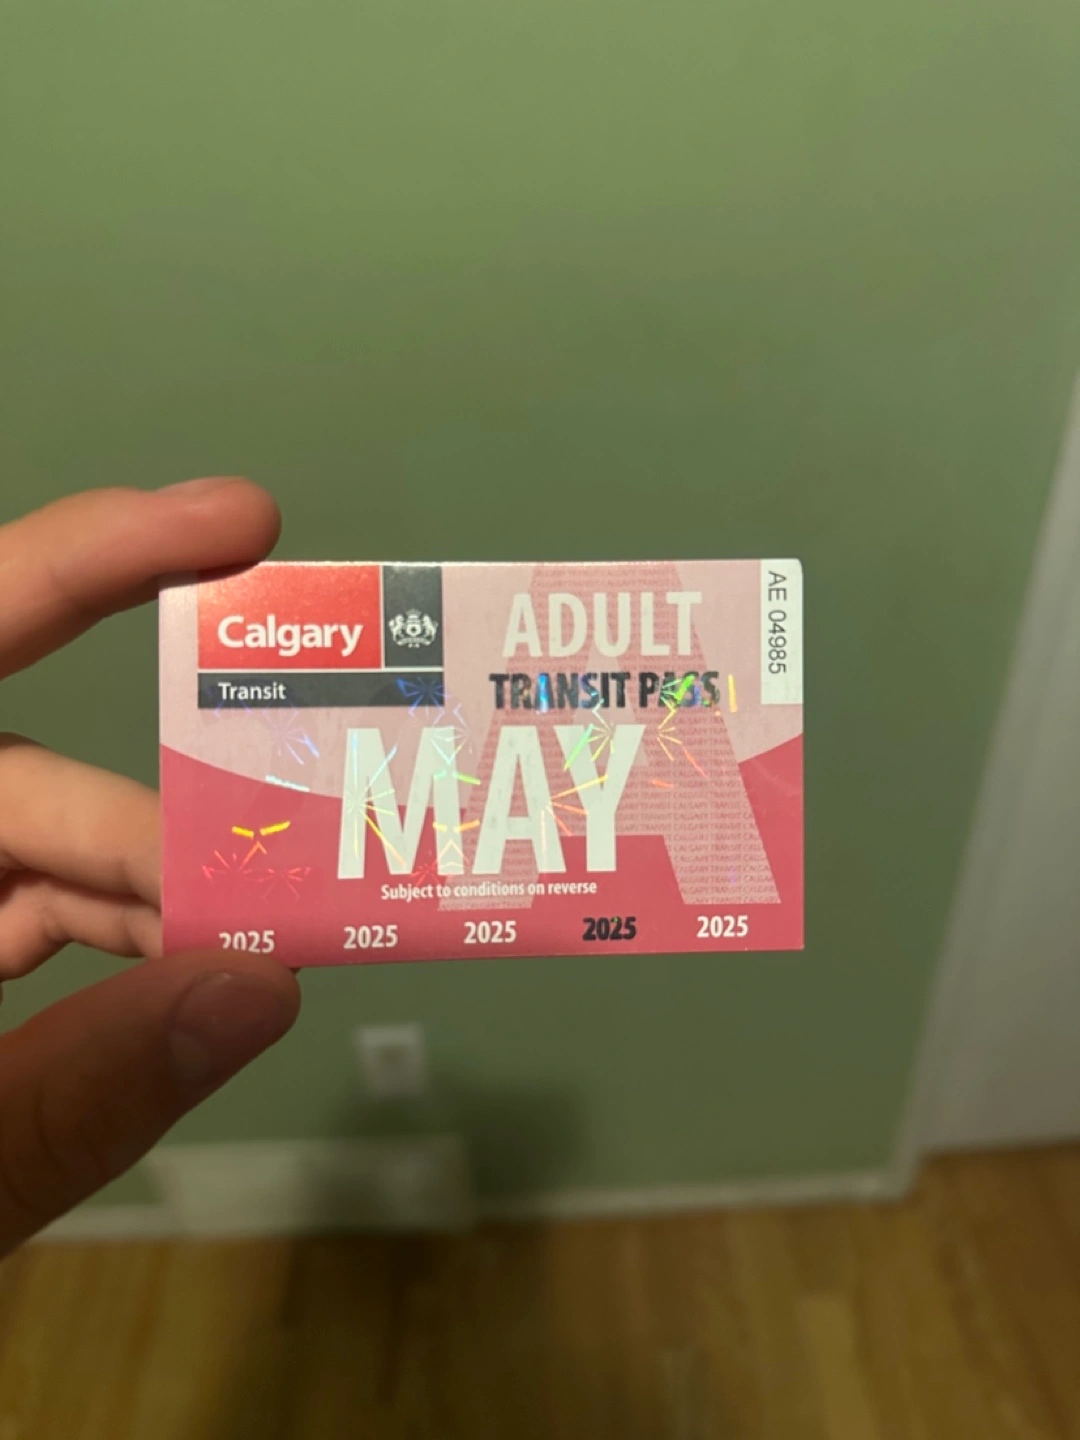 Calgary
Transit
ADULT
TRANSIT PASS
AE 04985
MAY
Subject to conditions on reverse
2025 2025 2025 2025 2025